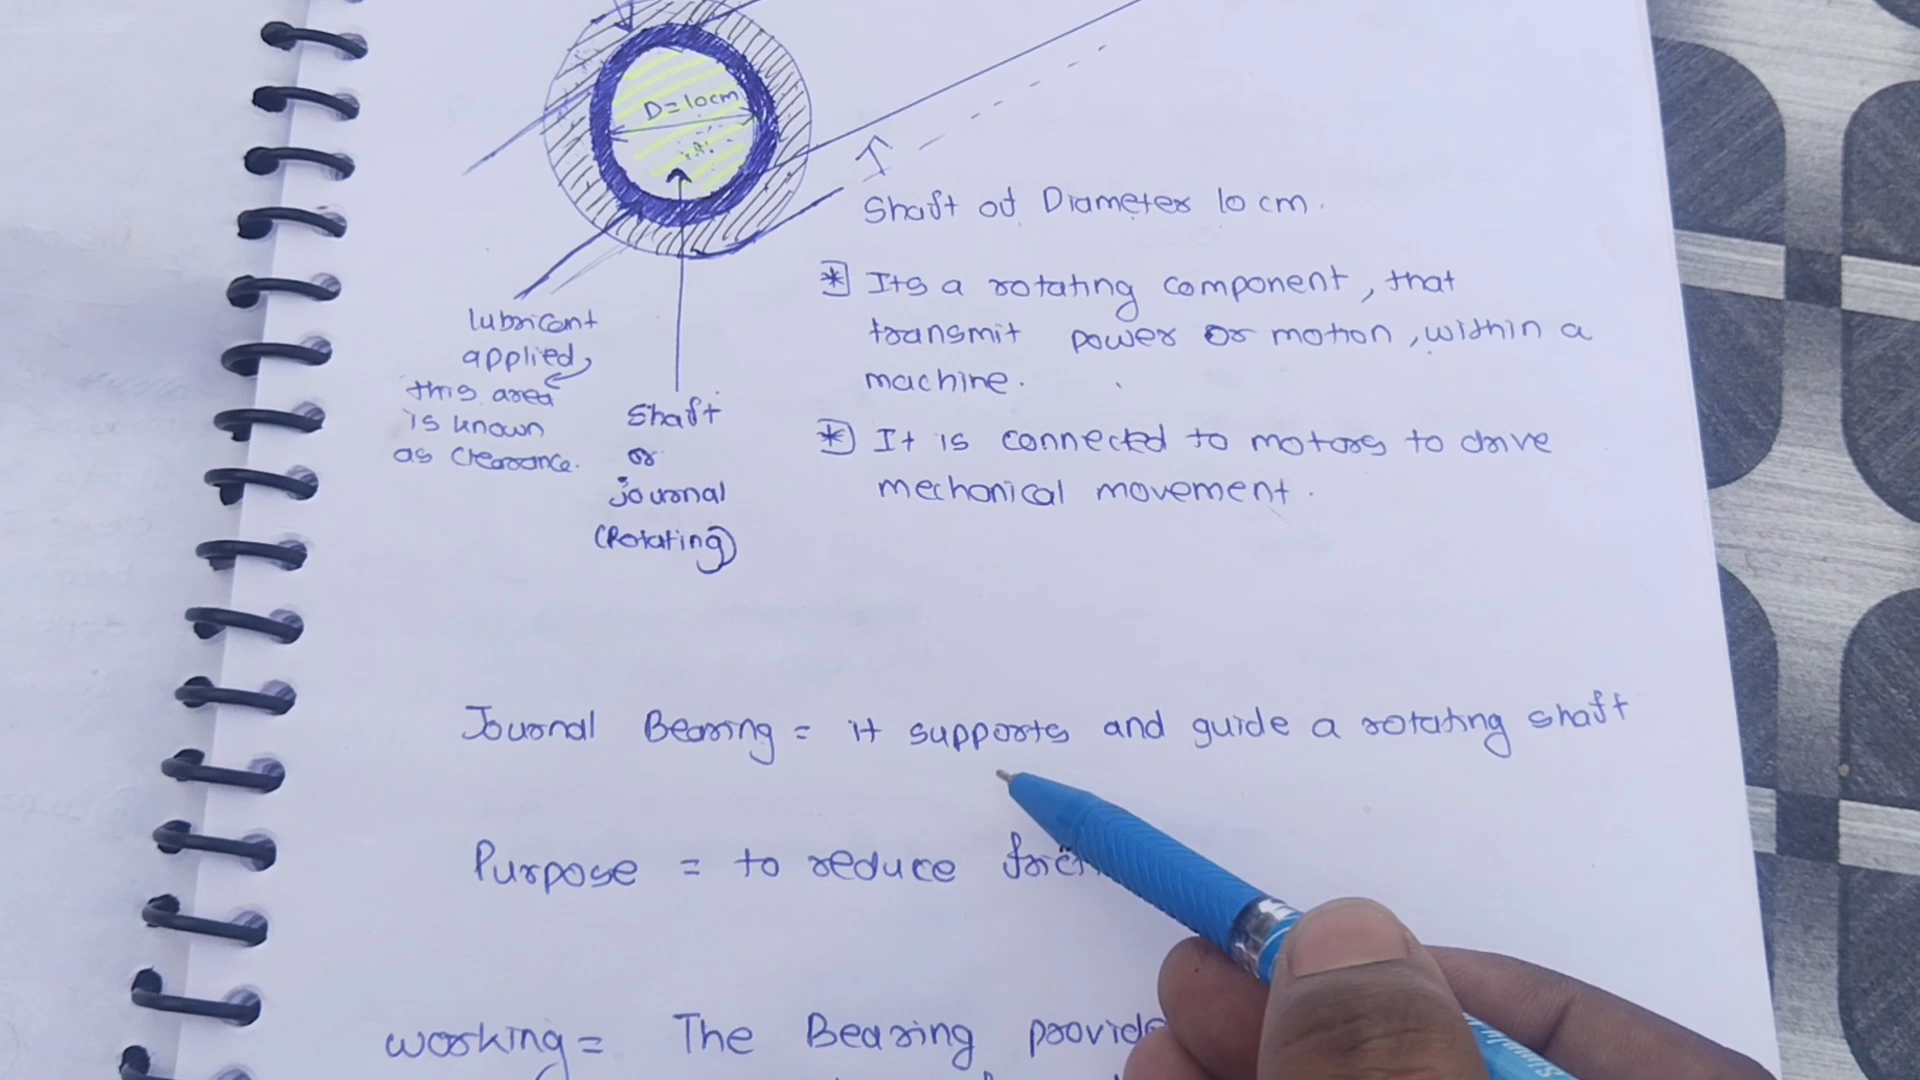 D=10cm
Shaft of Diameter 10 cm.
* Its a rotating component, that
transmit power or motion, within a
machine.
* It is connected to motors to drive
mechanical movement.
lubricant
applied,
this area
is known
as clearance.
Shaft
or
journal
(Rotating)
Journal Bearing = it supports and guide a rotating shaft
Purpose = to reduce
working = The Bearing